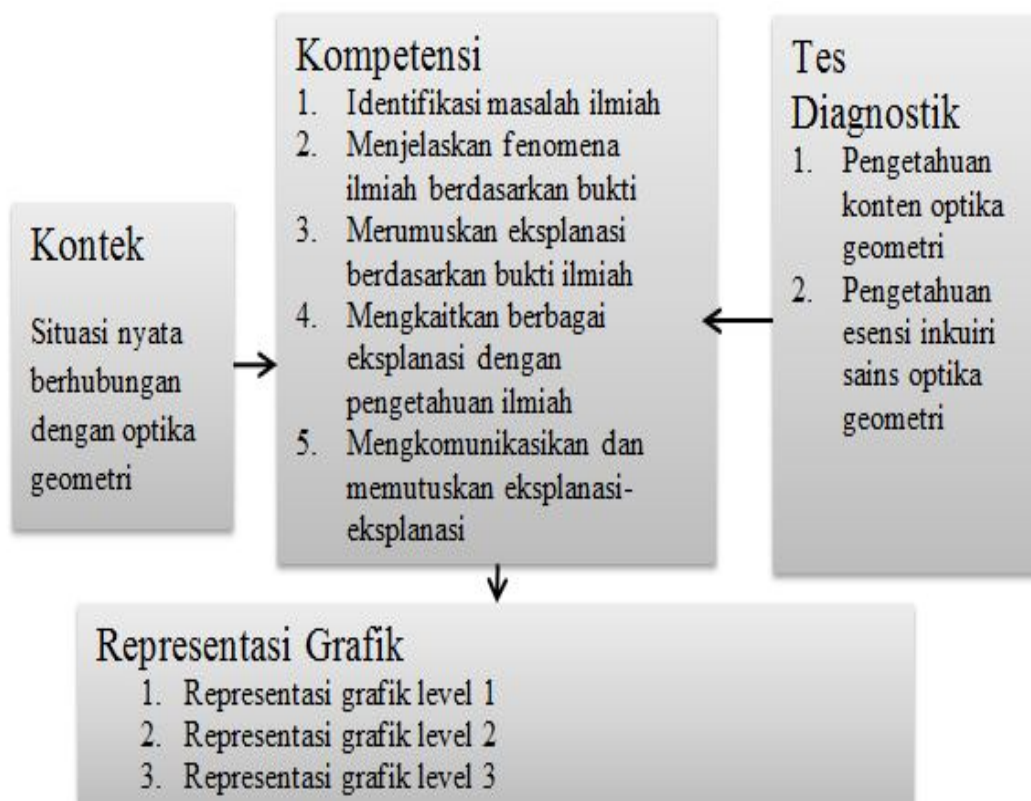 Kontek
Situasi nyata
berhubungan
dengan optika
geometri
Kompetensi
1. Identifikasi masalah ilmiah
2. Menjelaskan fenomena
ilmiah berdasarkan bukti
3. Merumuskan eksplanasi
berdasarkan bukti ilmiah
4. Mengkaitkan berbagai
eksplanasi dengan
pengetahuan ilmiah
5. Mengkomunikasikan dan
memutuskan eksplanasi-
eksplanasi
Tes
Diagnostik
1. Pengetahuan
konten optika
geometri
2. Pengetahuan
esensi inkuiri
sains optika
geometri
Representasi Grafik
1. Representasi grafik level 1
2. Representasi grafik level 2
3. Representasi grafik level 3